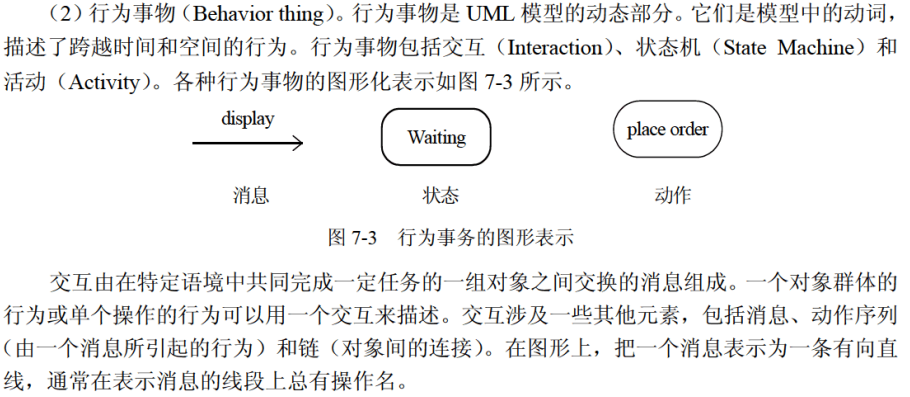 （2）行为事物（Behavior thing）。行为事物是 UML 模型的动态部分。它们是模型中的动词，
描述了跨越时间和空间的行为。行为事物包括交互（Interaction）、状态机（State Machine）和
活动（Activity）。各种行为事物的图形化表示如图 7-3 所示。
display
Waiting
place order
消息
状态
动作
图 7-3 行为事务的图形表示
交互由在特定语境中共同完成一定任务的一组对象之间交换的消息组成。一个对象群体的
行为或单个操作的行为可以用一个交互来描述。交互涉及一些其他元素，包括消息、动作序列
（由一个消息所引起的行为）和链（对象间的连接）。在图形上，把一个消息表示为一条有向直
线，通常在表示消息的线段上总有操作名。